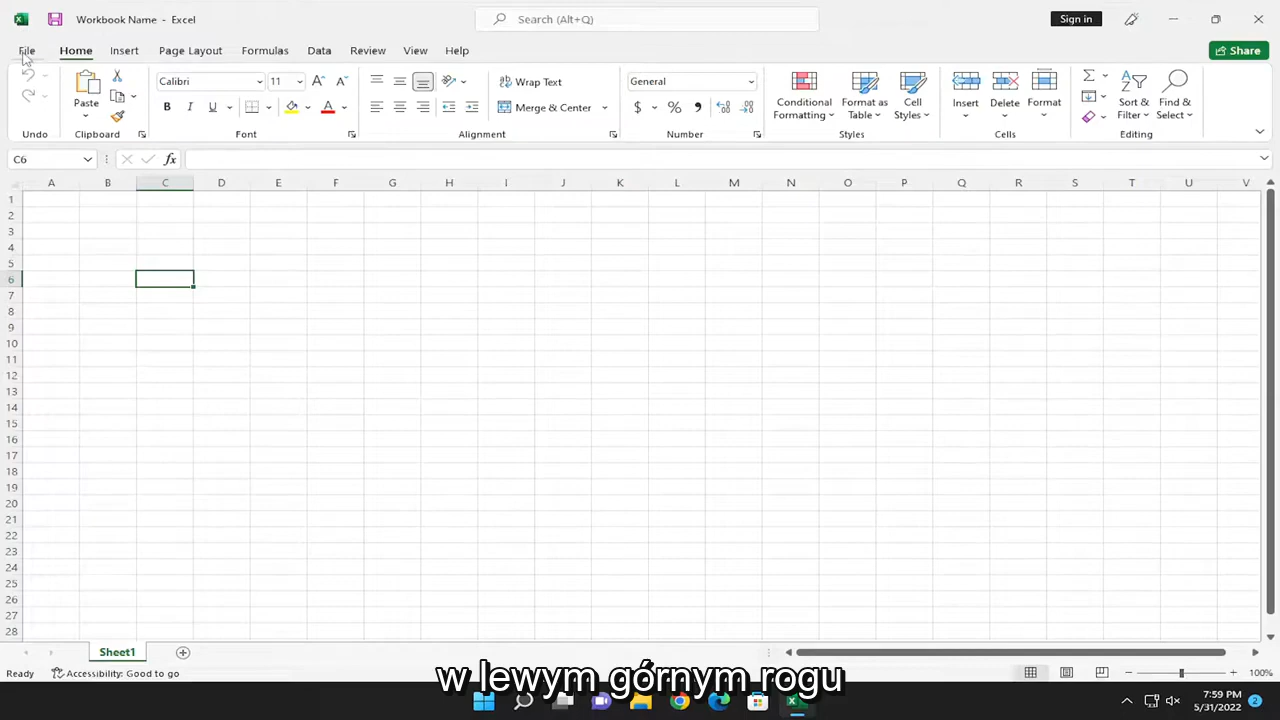 Workbook Name - Excel
Search (Alt+Q)
Sign in
File Home Insert Page Layout Formulas Data Review View Help
Share
Calibri 11
Wrap Text
General
Paste
B I U
Merge & Center
$ % ,
Conditional Formatting
Format as Table
Cell Styles
Insert Delete Format
Sort & Filter
Find & Select
Undo Clipboard Font Alignment Number Styles Cells Editing
C6
fx
A B C D E F G H I J K L M N O P Q R S T U V
1
2
3
4
5
6
7
8
9
10
11
12
13
14
15
16
17
18
19
20
21
22
23
24
25
26
27
28
Sheet1
Ready Accessibility: Good to go
100%
w lewym górnym rogu
7:59 PM
5/31/2022
2